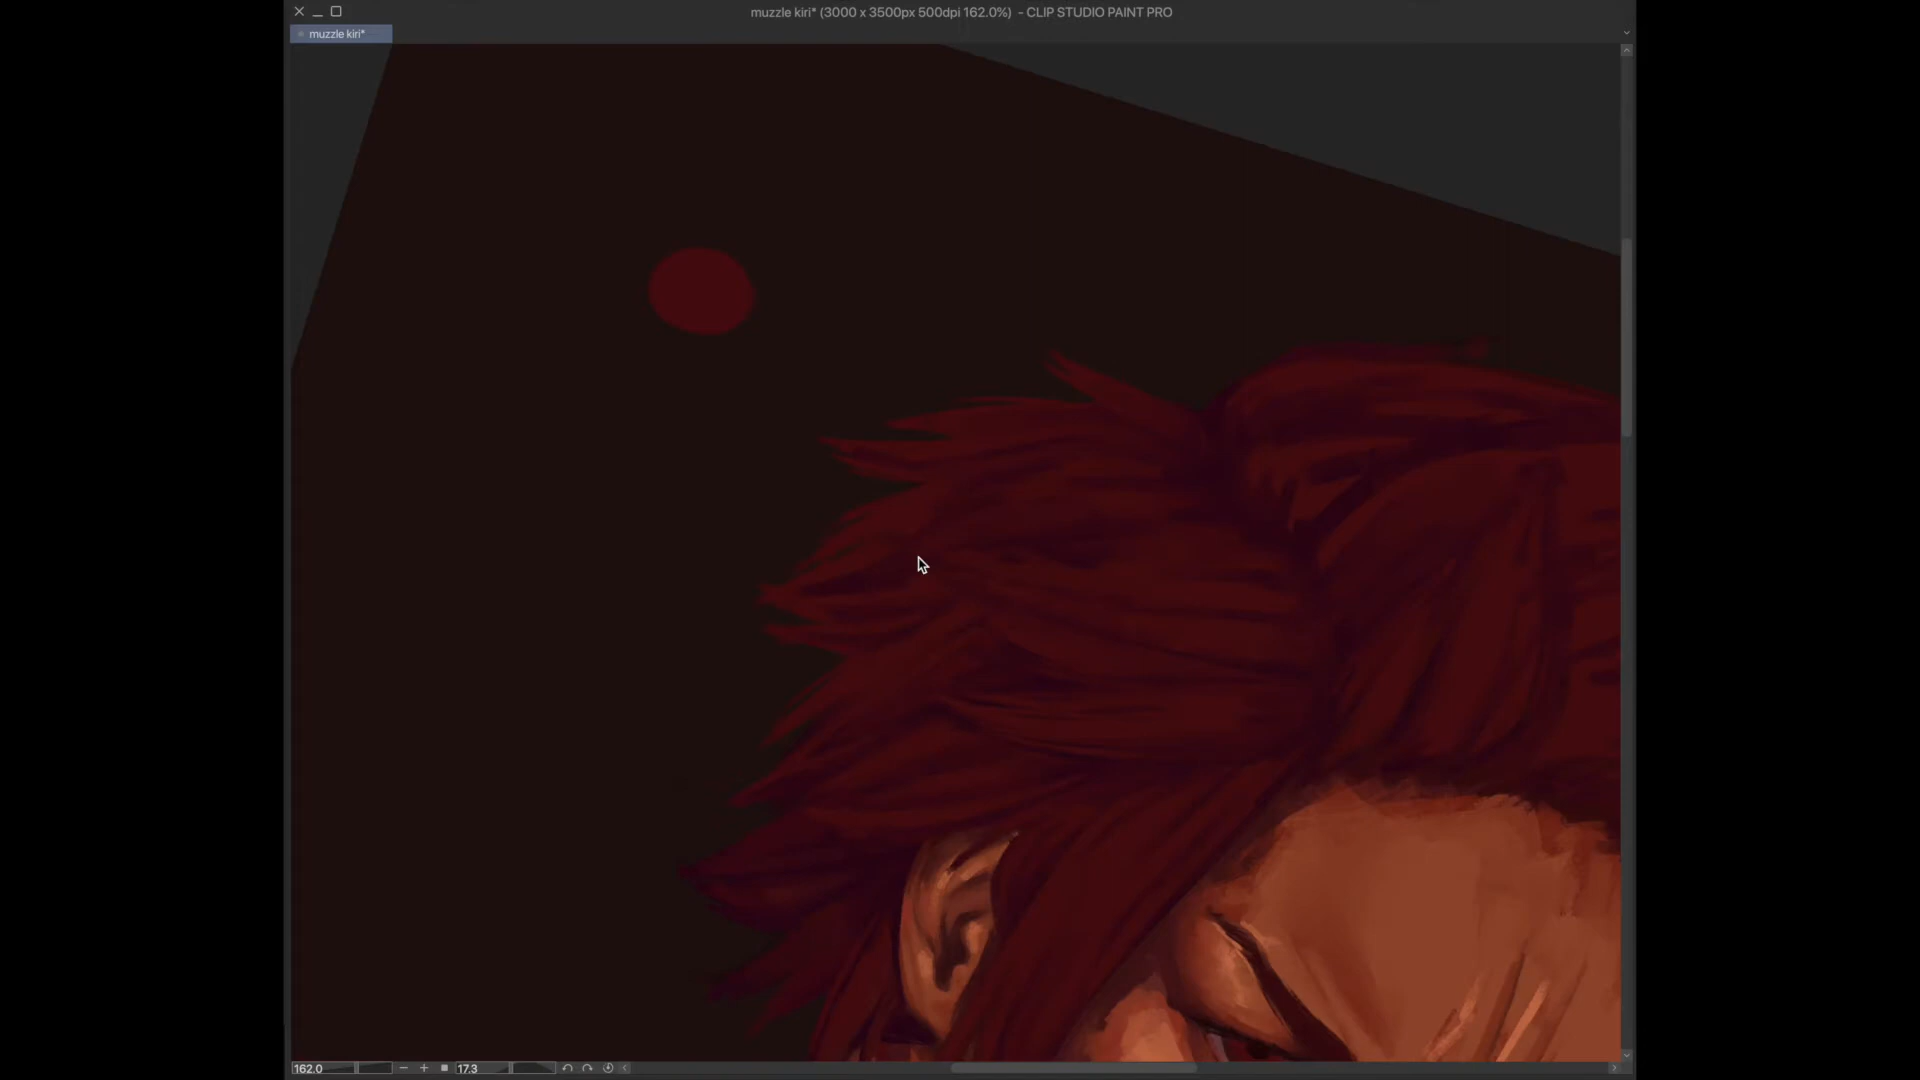 muzzle kiri* (3000 x 3500px 500dpi 162.0%) - CLIP STUDIO PAINT PRO
muzzle kiri*
162.0
17.3